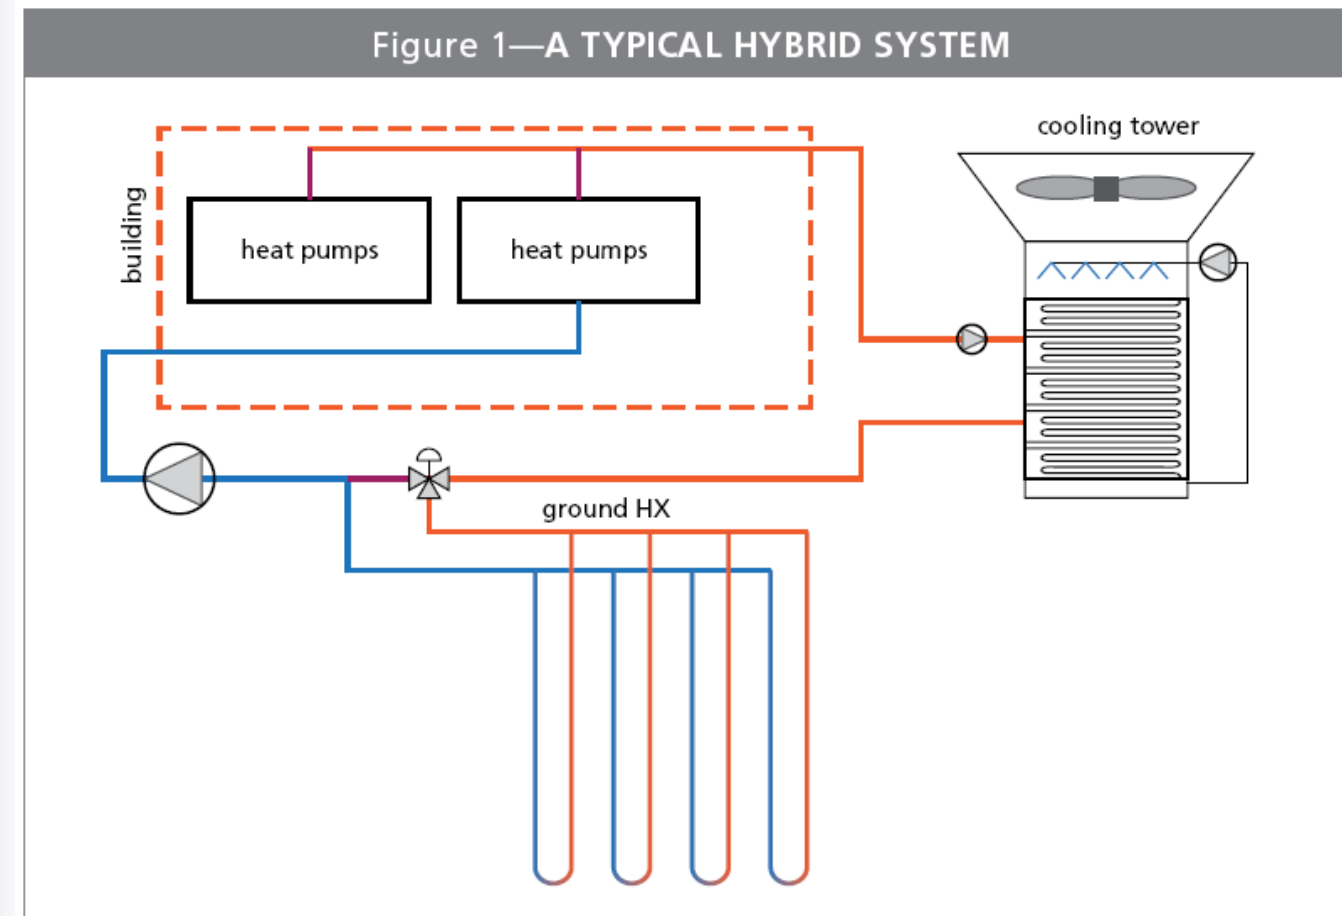 Figure 1—A TYPICAL HYBRID SYSTEM
cooling tower
building
heat pumps
heat pumps
ground HX